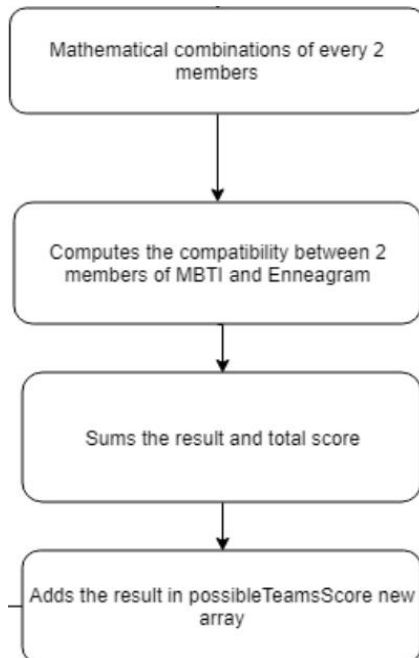 Mathematical combinations of every 2
members
Computes the compatibility between 2
members of MBTI and Enneagram
Sums the result and total score
Adds the result in possibleTeamsScore new
array